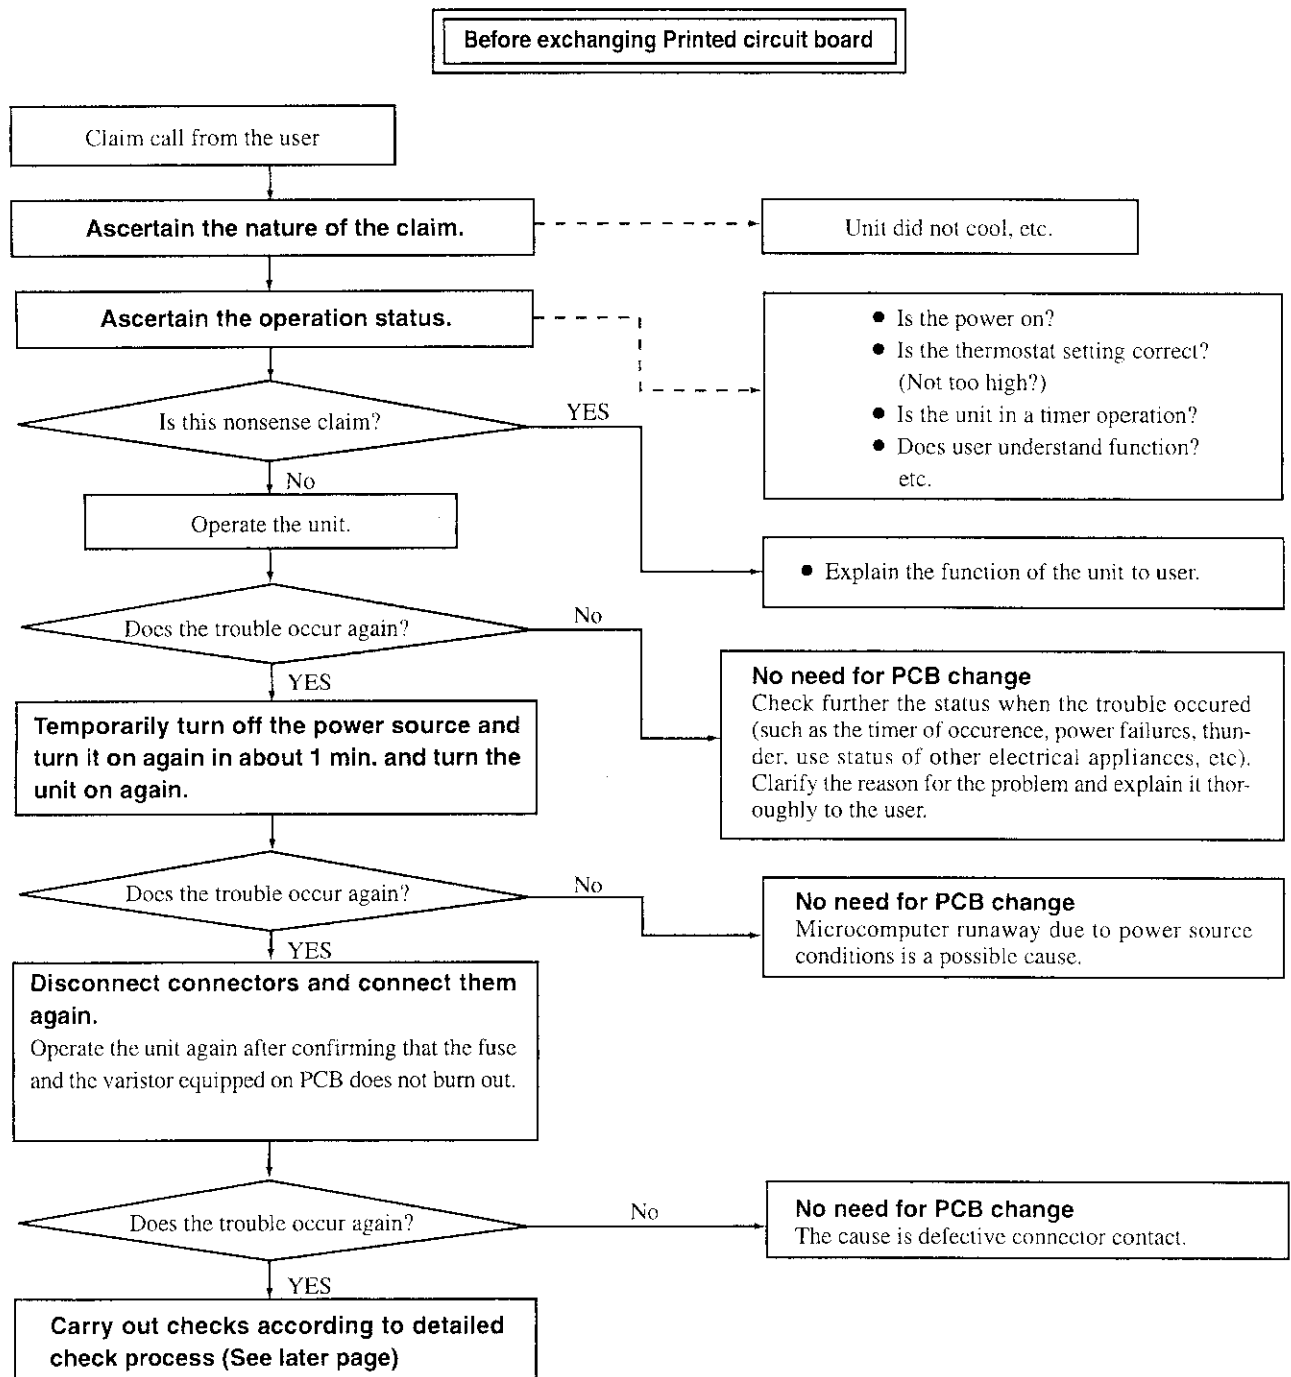 Before exchanging Printed circuit board
Claim call from the user
Ascertain the nature of the claim.
Unit did not cool, etc.
Ascertain the operation status.
● Is the power on?
● Is the thermostat setting correct?
(Not too high?)
● Is the unit in a timer operation?
● Does user understand function?
etc.
Is this nonsense claim?
YES
No
Operate the unit.
● Explain the function of the unit to user.
Does the trouble occur again?
No
YES
No need for PCB change
Check further the status when the trouble occured
(such as the timer of occurence, power failures, thun-
der, use status of other electrical appliances, etc).
Clarify the reason for the problem and explain it thor-
oughly to the user.
Temporarily turn off the power source and
turn it on again in about 1 min. and turn the
unit on again.
Does the trouble occur again?
No
YES
No need for PCB change
Microcomputer runaway due to power source
conditions is a possible cause.
Disconnect connectors and connect them
again.
Operate the unit again after confirming that the fuse
and the varistor equipped on PCB does not burn out.
Does the trouble occur again?
No
YES
No need for PCB change
The cause is defective connector contact.
Carry out checks according to detailed
check process (See later page)